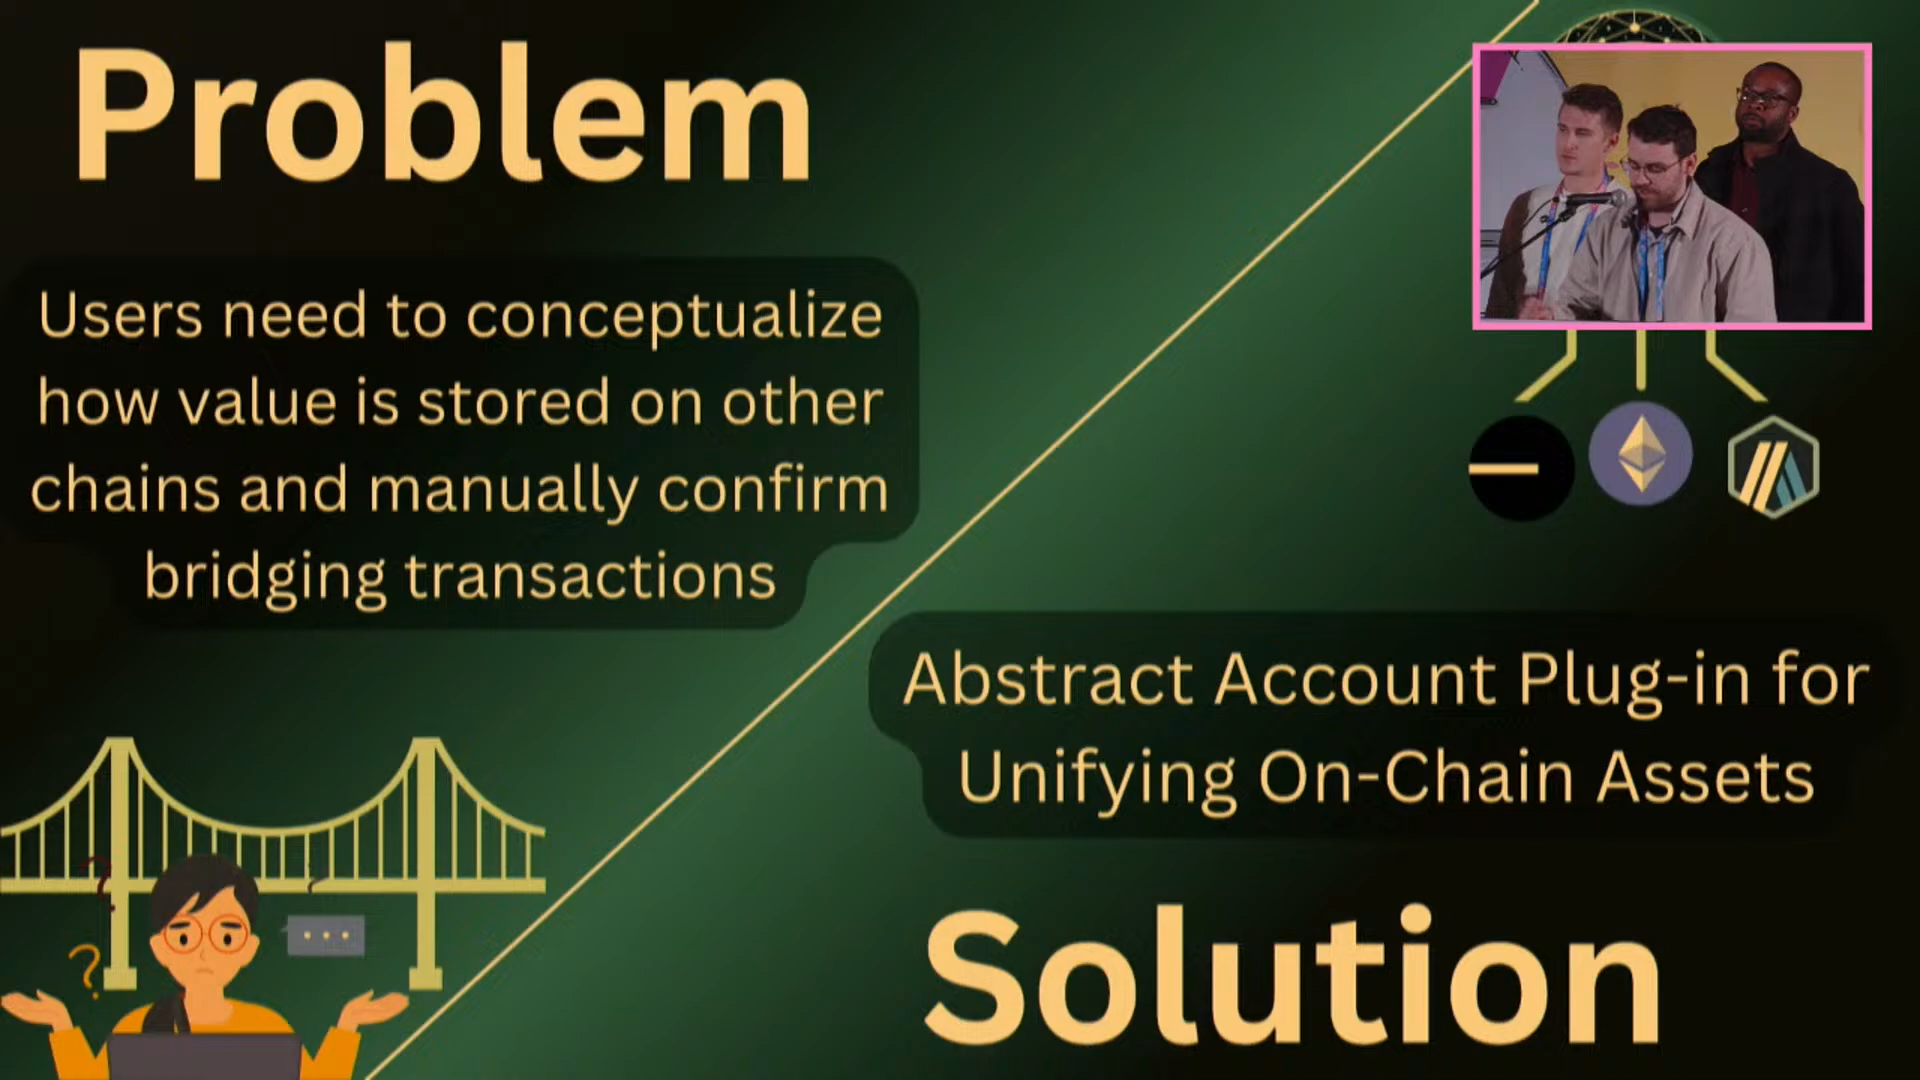 Problem
Users need to conceptualize
how value is stored on other
chains and manually confirm
bridging transactions
Abstract Account Plug-in for
Unifying On-Chain Assets
Solution